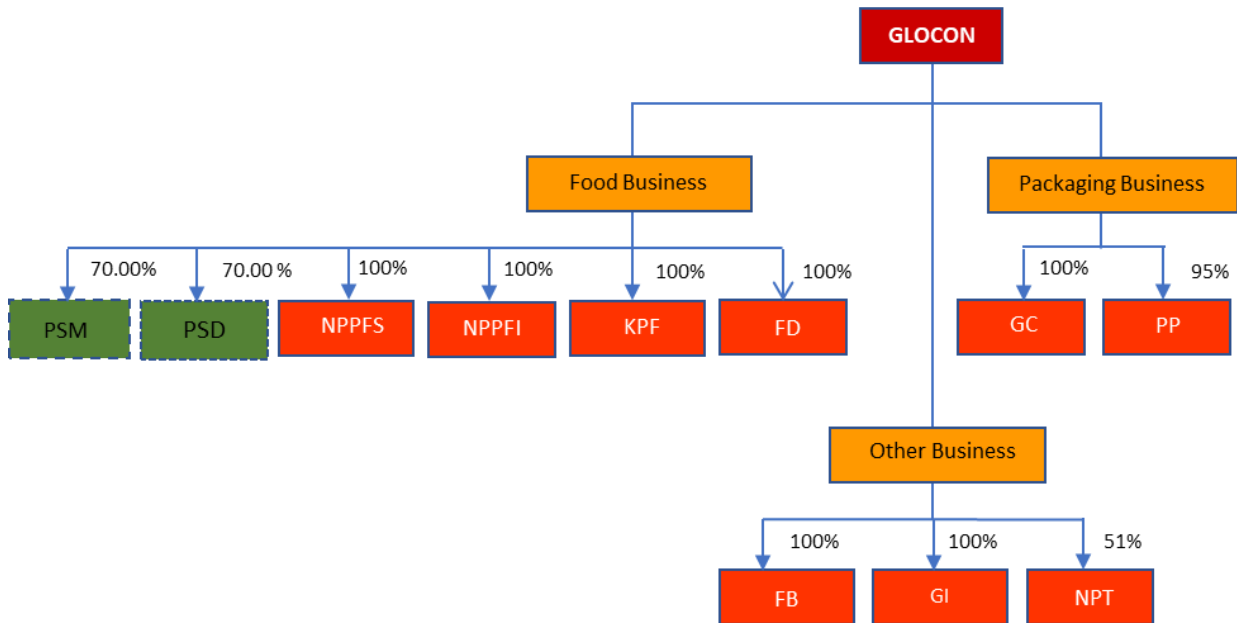 GLOCON
Food Business
Packaging Business
70.00%
70.00 %
100%
100%
100%
100%
100%
95%
PSM
PSD
NPPFS
NPPFI
KPF
FD
GC
PP
Other Business
100%
100%
51%
FB
GI
NPT